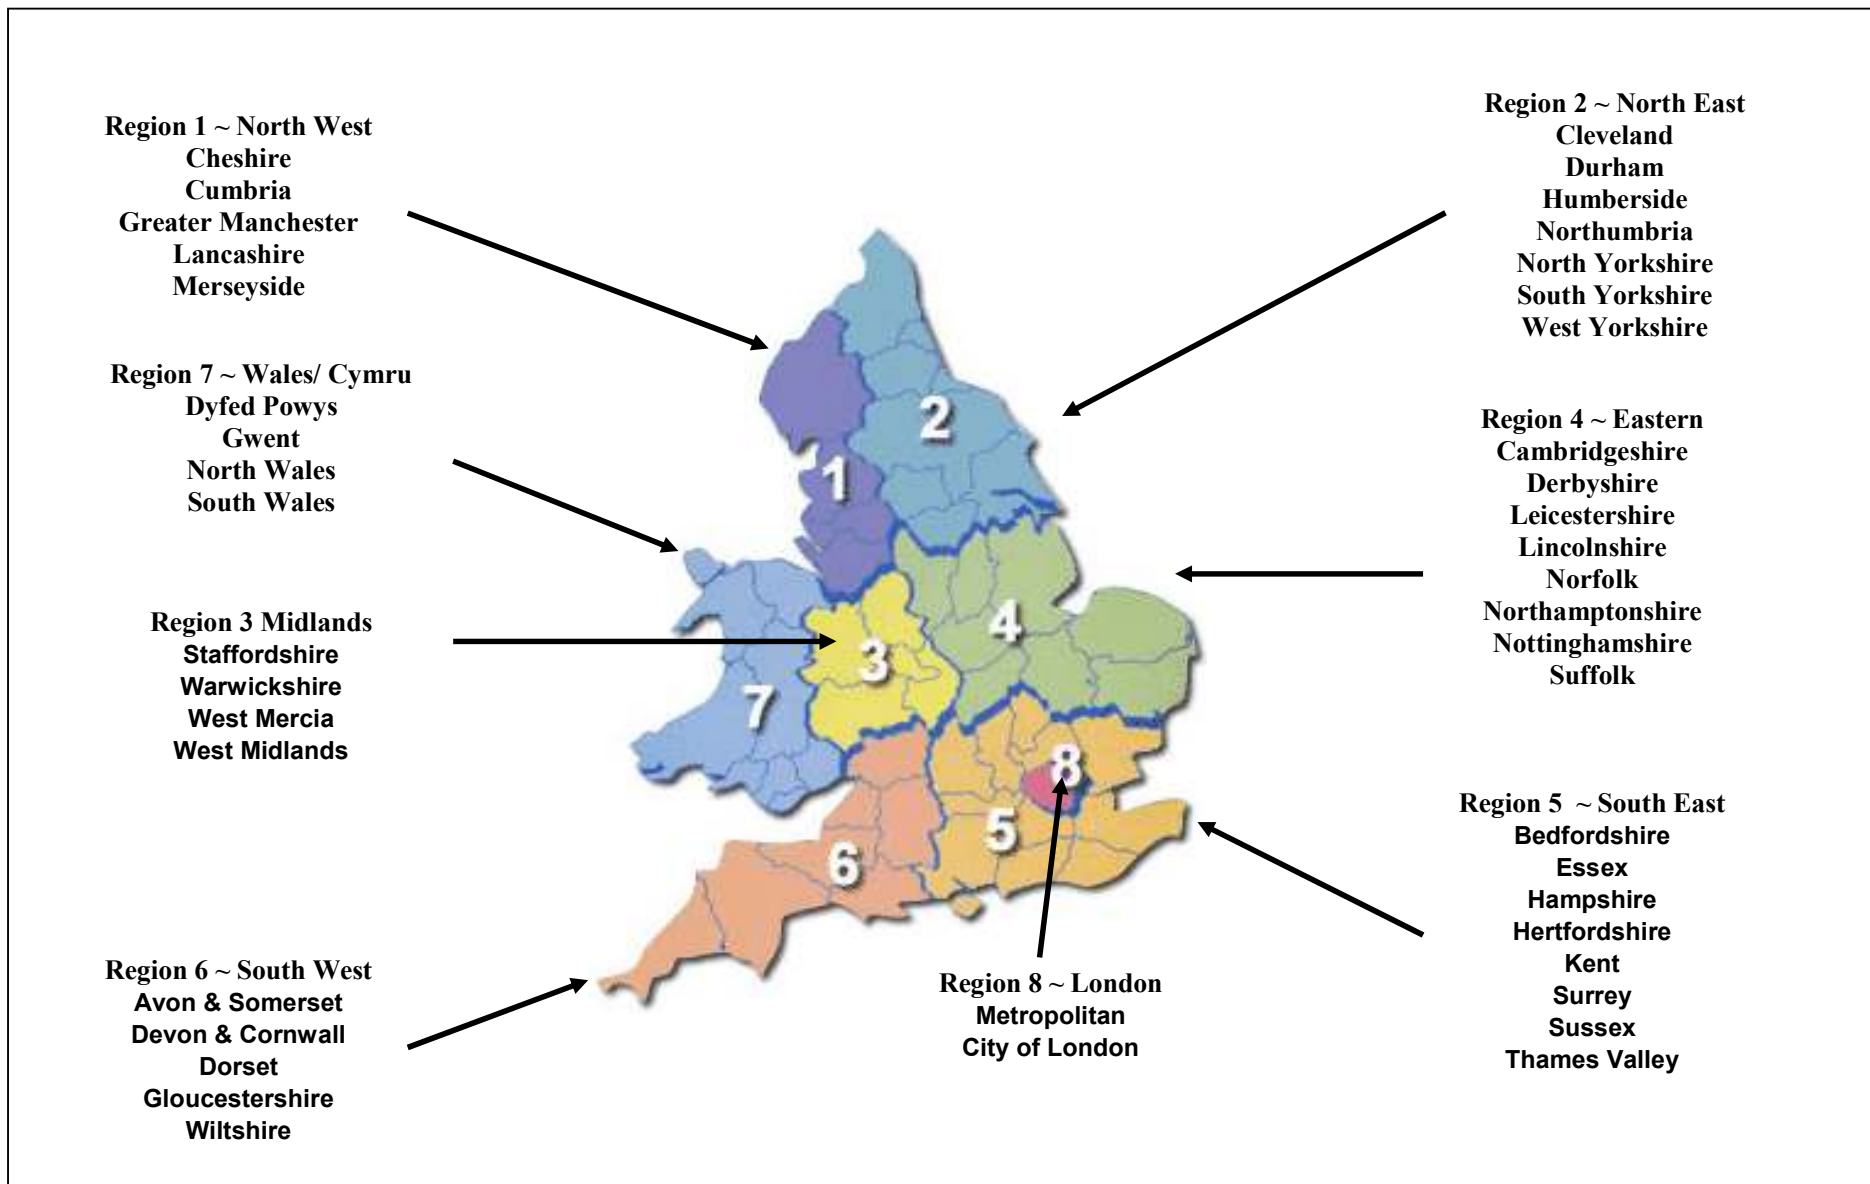 Region 1 ~ North West
Cheshire
Cumbria
Greater Manchester
Lancashire
Merseyside
Region 7 ~ Wales/ Cymru
Dyfed Powys
Gwent
North Wales
South Wales
Region 3 Midlands
Staffordshire
Warwickshire
West Mercia
West Midlands
Region 6 ~ South West
Avon & Somerset
Devon & Cornwall
Dorset
Gloucestershire
Wiltshire
2
1
4
3
7
8
5
6
Region 8 ~ London
Metropolitan
City of London
Region 2 ~ North East
Cleveland
Durham
Humberside
Northumbria
North Yorkshire
South Yorkshire
West Yorkshire
Region 4 ~ Eastern
Cambridgeshire
Derbyshire
Leicestershire
Lincolnshire
Norfolk
Northamptonshire
Nottinghamshire
Suffolk
Region 5  ~ South East
Bedfordshire
Essex
Hampshire
Hertfordshire
Kent
Surrey
Sussex
Thames Valley